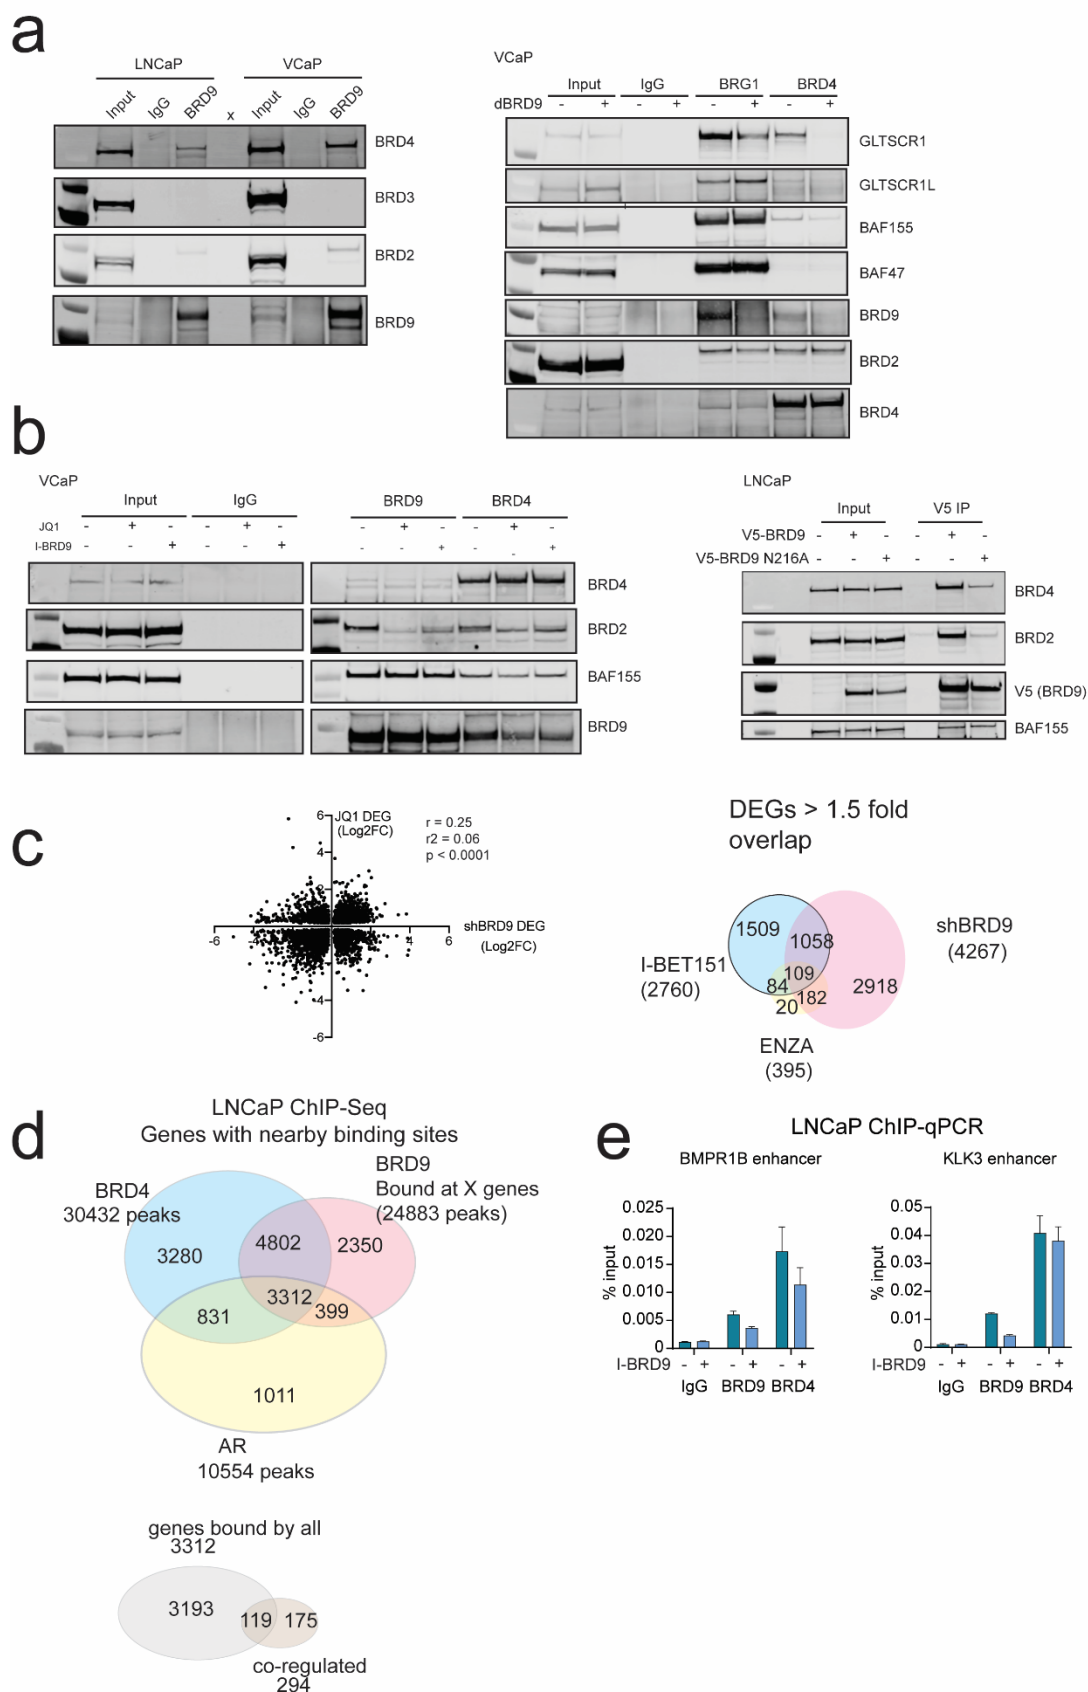 a
LNCaP
VCaP
Input
IgG
BRD9
+
Input
IgG
BRD9
BRD4
BRD3
BRD2
BRD9
VCaP
Input
IgG
BRG1
BRD4
dBRD9
- + - + - + - +
GLTSCR1
GLTSCR1L
BAF155
BAF47
BRD9
BRD2
BRD4
b
VCaP
Input
IgG
BRD9
BRD4
JQ1
- + - - + - - + - - + -
I-BRD9
- - + - - + - - + - - +
BRD4
BRD2
BAF155
BRD9
LNCaP
Input
V5 IP
V5-BRD9
- + - - + -
V5-BRD9 N216A
- - + - - +
BRD4
BRD2
V5 (BRD9)
BAF155
c
JQ1 DEG
(Log2FC)
r = 0.25
r2 = 0.06
p < 0.0001
6
4
2
-6
-4
4
6
-2
-4
-6
shBRD9 DEG
(Log2FC)
DEGs > 1.5 fold
overlap
1509
1058
109
84
182
20
2918
I-BET151
(2760)
shBRD9
(4267)
ENZA
(395)
d
LNCaP ChIP-Seq
Genes with nearby binding sites
BRD4
30432 peaks
BRD9
Bound at X genes
(24883 peaks)
3280
4802
2350
3312
831
399
1011
AR
10554 peaks
genes bound by all
3312
3193
119
175
co-regulated
294
e
LNCaP ChIP-qPCR
BMPR1B enhancer
% input
0.025
0.020
0.015
0.010
0.005
0
I-BRD9
- + - + - +
IgG BRD9 BRD4
KLK3 enhancer
% input
0.05
0.04
0.03
0.02
0.01
0
I-BRD9
- + - + - +
IgG BRD9 BRD4